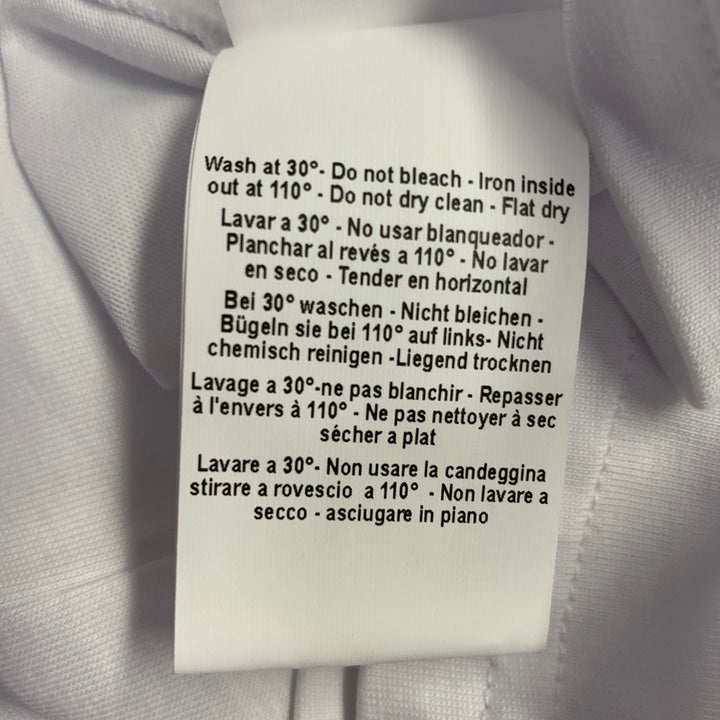 Wash at 30°- Do not bleach - Iron inside
out at 110° - Do not dry clean - Flat dry
Lavar a 30° - No usar blanqueador -
Planchar al revés a 110° - No lavar
en seco - Tender en horizontal
Bei 30° waschen - Nicht bleichen -
Bügeln sie bei 110° auf links- Nicht
chemisch reinigen -Liegend trocknen
Lavage a 30°-ne pas blanchir - Repasser
à l'envers à 110° - Ne pas nettoyer à sec
sécher a plat
Lavare a 30°- Non usare la candeggina
stirare a rovescio a 110° - Non lavare a
secco - asciugare in piano